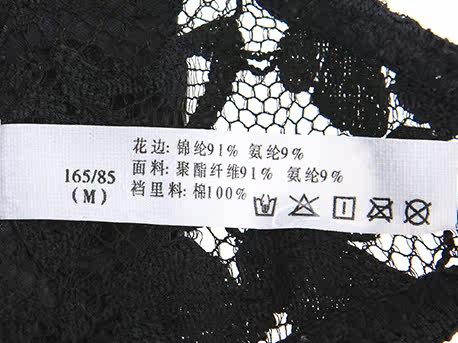 165/85
(M)
花边: 锦纶91% 氨纶9%
面料: 聚酯纤维91% 氨纶9%
裆里料: 棉100%